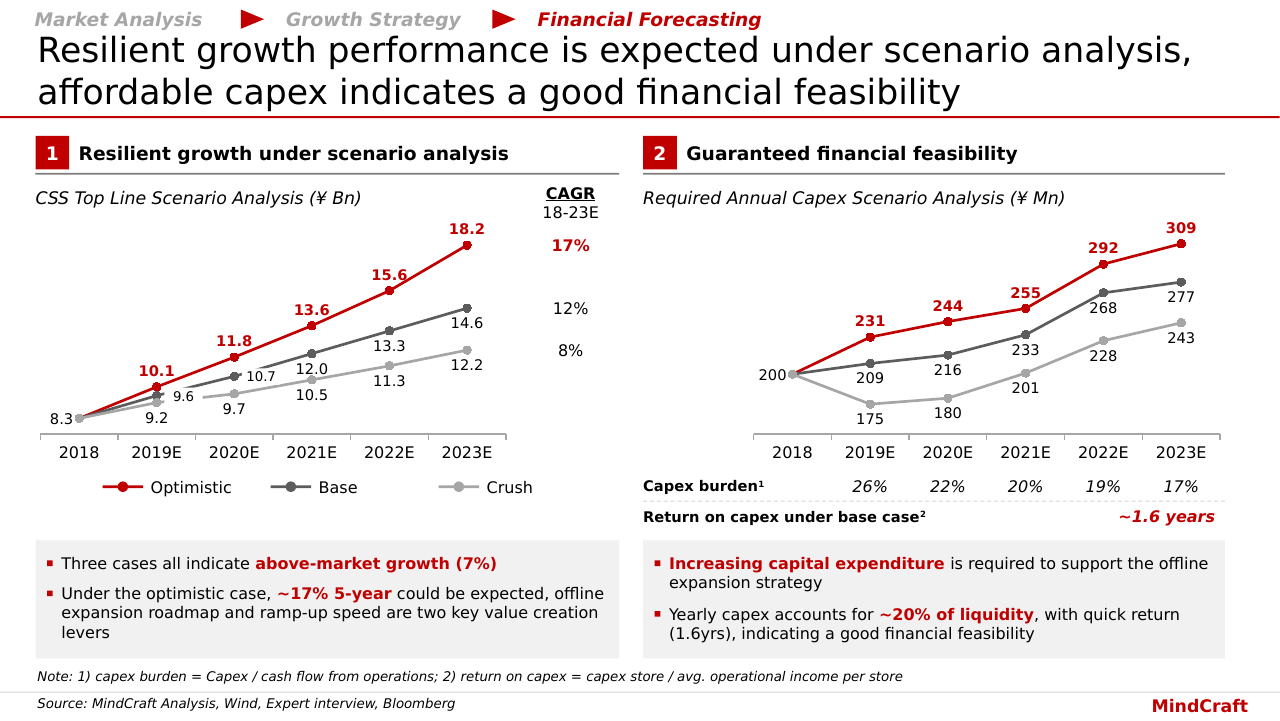 Market Analysis Growth Strategy Financial Forecasting
Resilient growth performance is expected under scenario analysis,
affordable capex indicates a good financial feasibility
1 Resilient growth under scenario analysis
CSS Top Line Scenario Analysis (¥ Bn)
CAGR
18-23E
18.2
17%
15.6
13.6
12%
14.6
11.8
13.3
8%
12.0
12.2
10.1
10.7
11.3
10.5
9.6
9.7
9.2
8.3
2018 2019E 2020E 2021E 2022E 2023E
Optimistic Base Crush
Three cases all indicate above-market growth (7%)
Under the optimistic case, ~17% 5-year could be expected, offline
expansion roadmap and ramp-up speed are two key value creation
levers
2 Guaranteed financial feasibility
Required Annual Capex Scenario Analysis (¥ Mn)
309
292
255
277
244
268
231
243
233
228
216
209
200
201
180
175
2018 2019E 2020E 2021E 2022E 2023E
Capex burden¹ 26% 22% 20% 19% 17%
Return on capex under base case² ~1.6 years
Increasing capital expenditure is required to support the offline
expansion strategy
Yearly capex accounts for ~20% of liquidity, with quick return
(1.6yrs), indicating a good financial feasibility
Note: 1) capex burden = Capex / cash flow from operations; 2) return on capex = capex store / avg. operational income per store
Source: MindCraft Analysis, Wind, Expert interview, Bloomberg
MindCraft